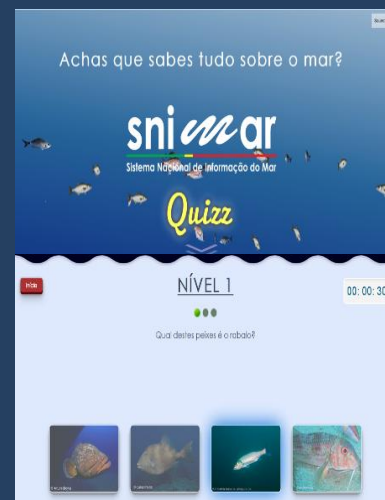 Achas que sabes tudo sobre o mar?
snimar
Sistema Nacional de Informação do Mar
Quizz
Início
NÍVEL 1
00: 00: 30
Qual destes peixes é o robalo?